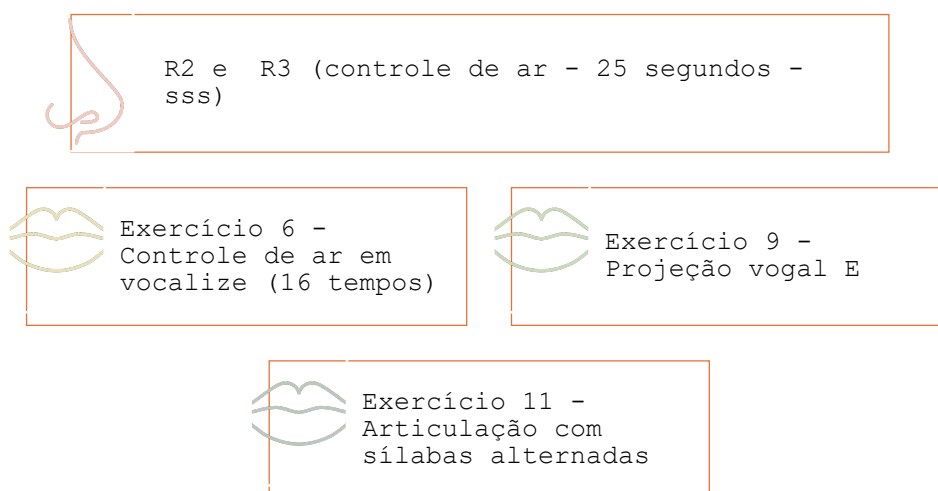 R2 e  R3 (controle de ar - 25 segundos -
sss)
Exercício 6 -
Controle de ar em
vocalize (16 tempos)
Exercício 9 -
Projeção vogal E
Exercício 11 -
Articulação com
sílabas alternadas